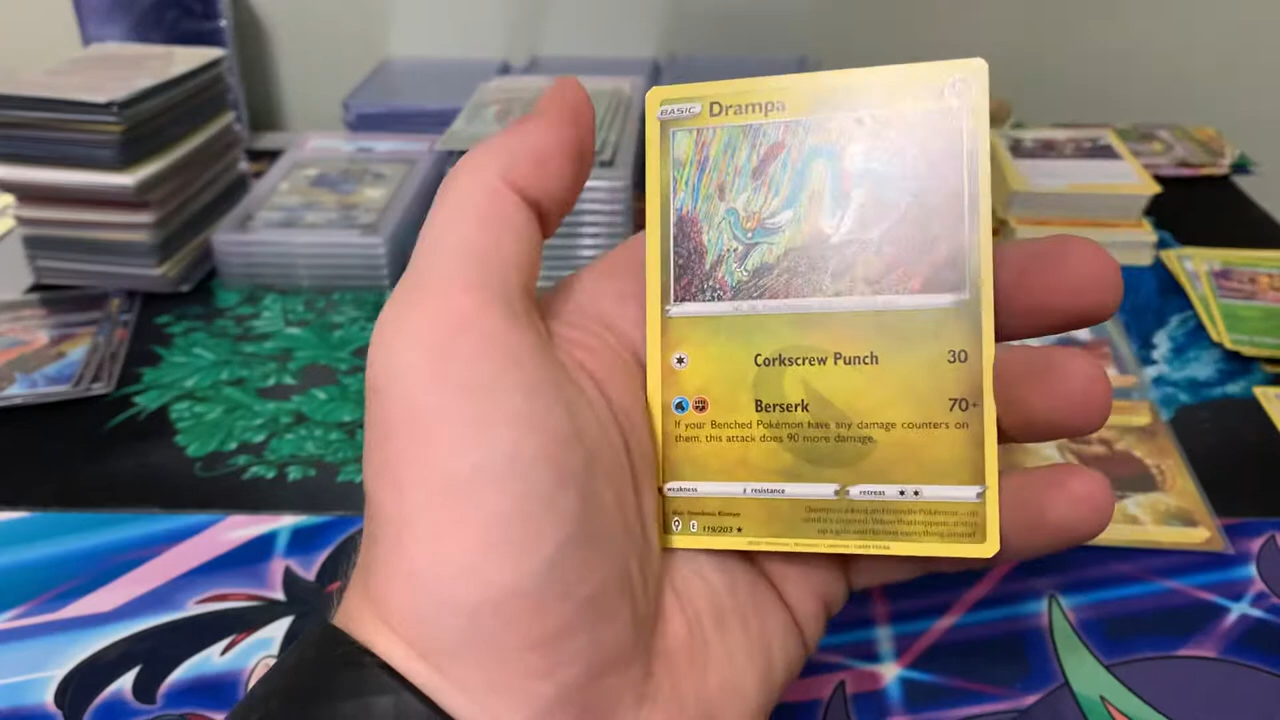 BASIC Drampa
Corkscrew Punch 30
Berserk 70+
If your Benched Pokémon have any damage counters on
them, this attack does 90 more damage.
weakness resistance retreat
E 119/203 ★